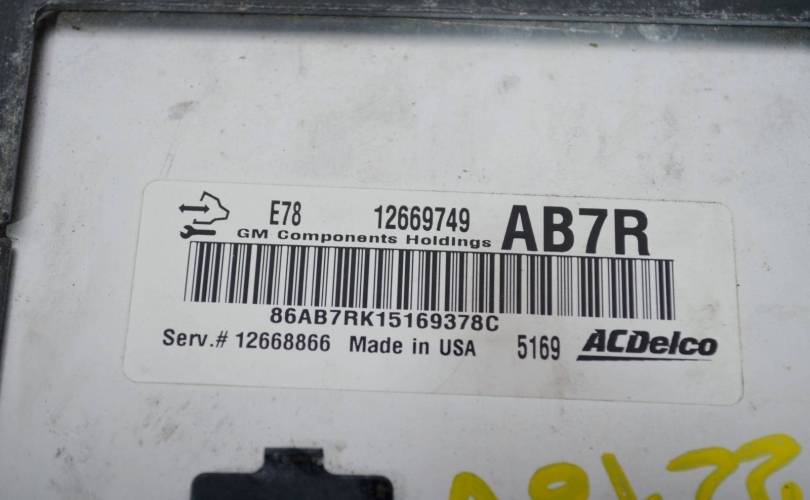 E78 12669749 AB7R
GM Components Holdings
86AB7RK15169378C
Serv.# 12668866 Made in USA 5169 ACDelco